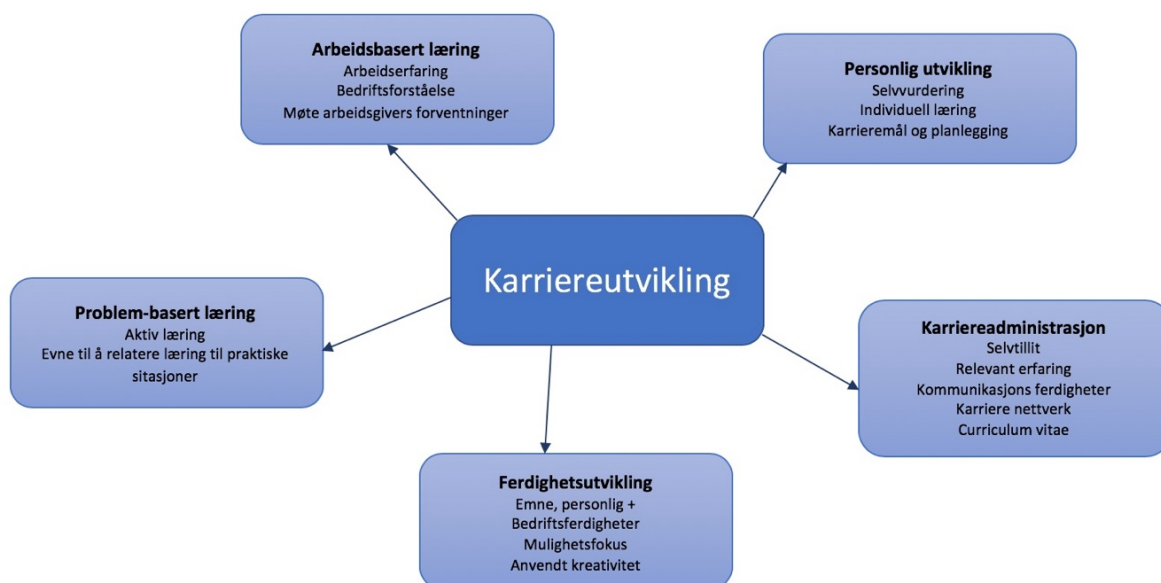 Arbeidsbasert læring
Arbeidserfaring
Bedriftsforståelse
Møte arbeidsgivers forventninger
Personlig utvikling
Selvvurdering
Individuell læring
Karrieremål og planlegging
Karriereutvikling
Problem-basert læring
Aktiv læring
Evne til å relatere læring til praktiske
sitasjoner
Karriereadministrasjon
Selvtillit
Relevant erfaring
Kommunikasjons ferdigheter
Karriere nettverk
Curriculum vitae
Ferdighetsutvikling
Emne, personlig +
Bedriftsferdigheter
Mulighetsfokus
Anvendt kreativitet